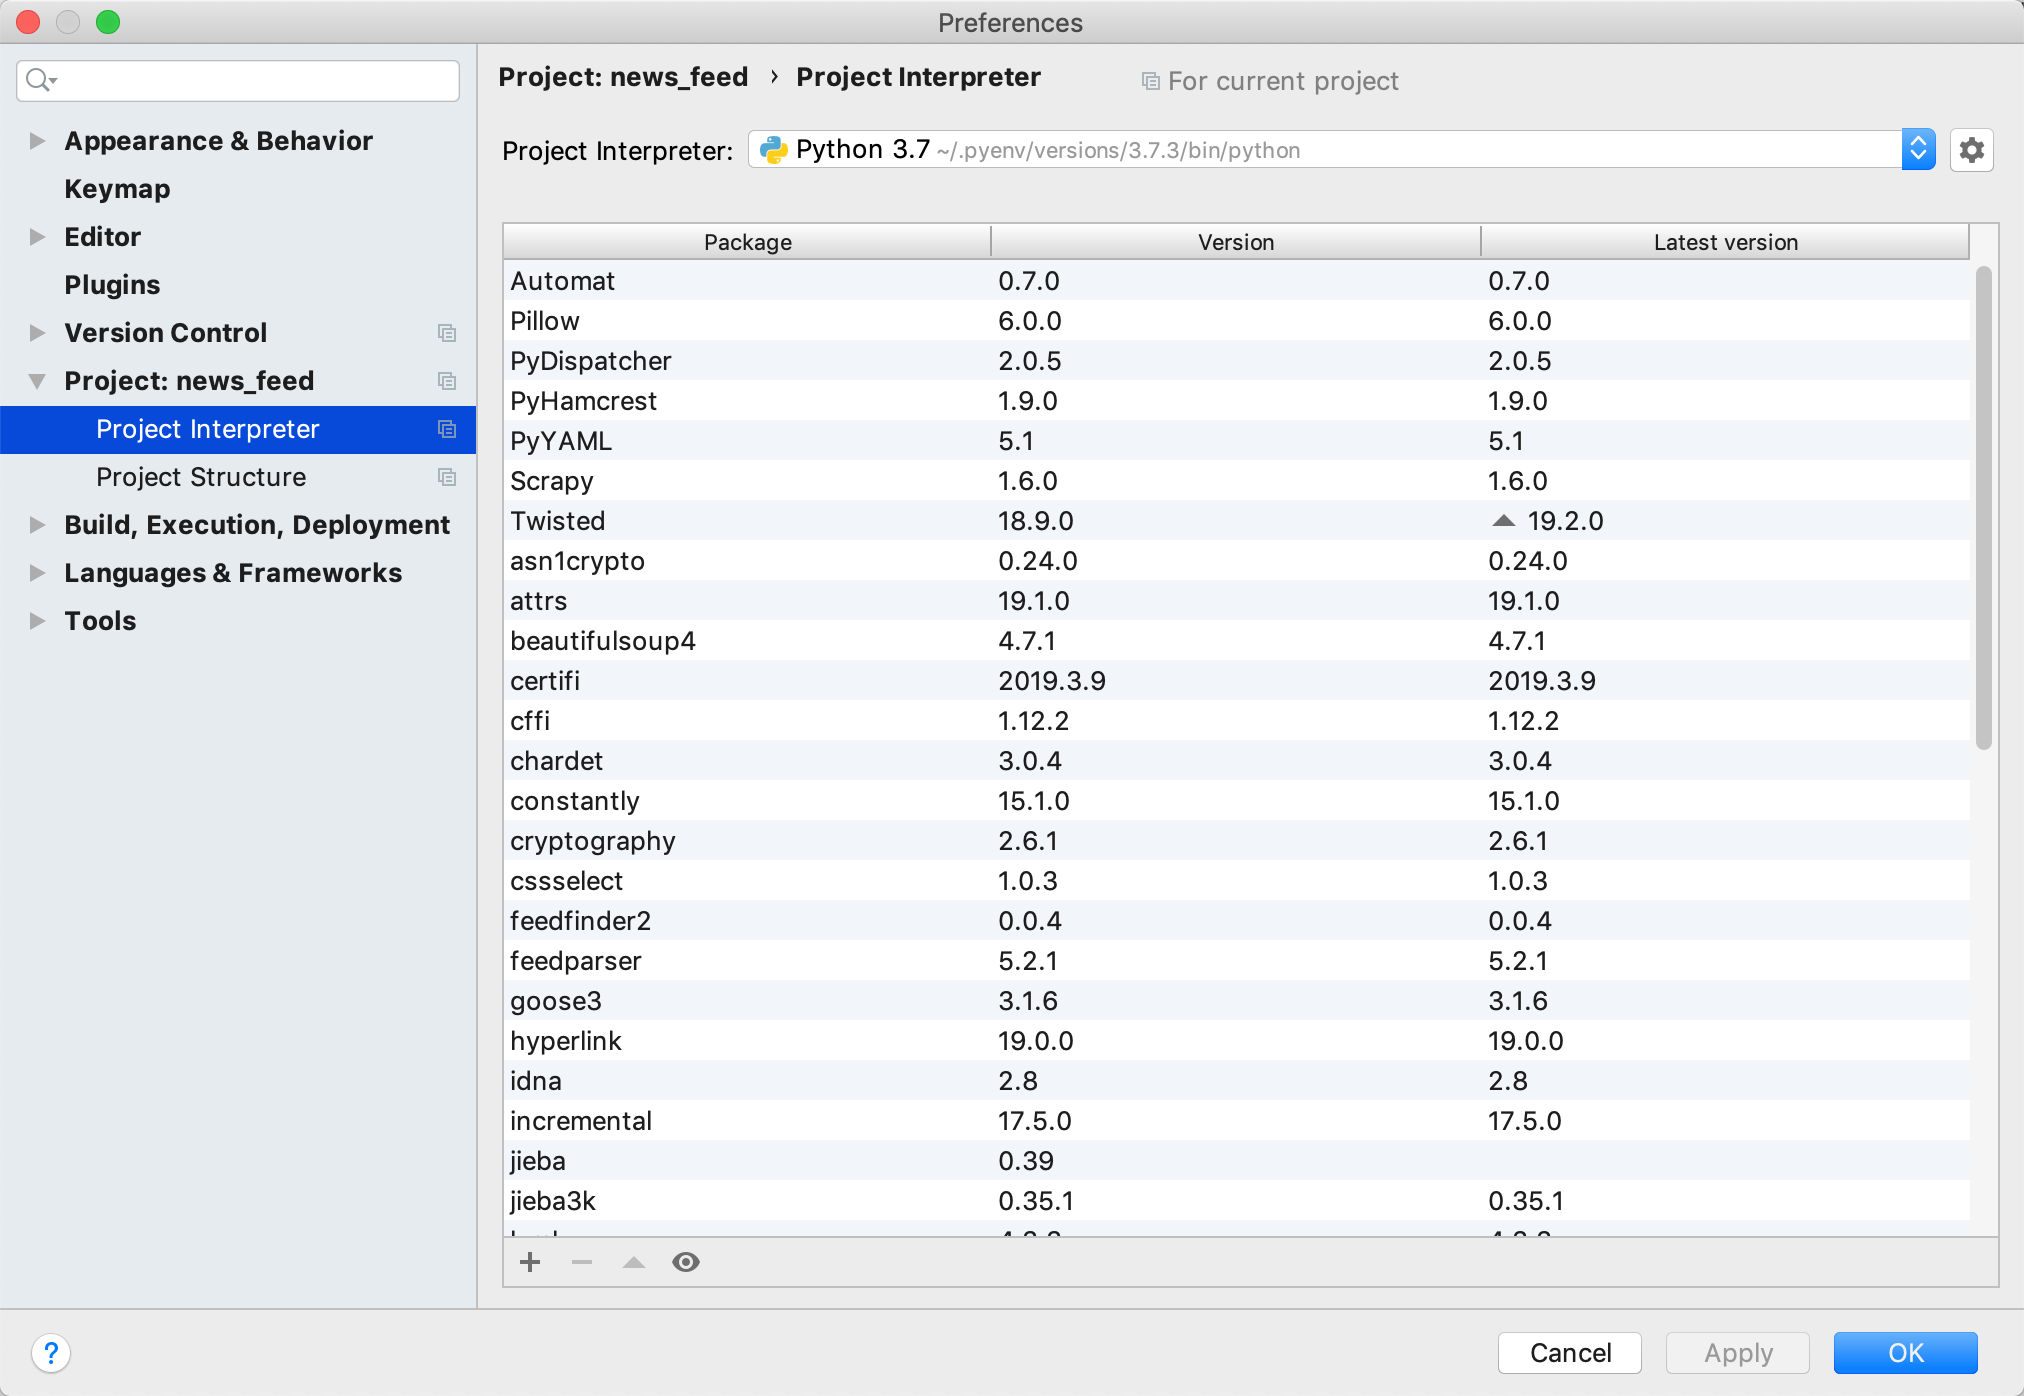 Preferences
Appearance & Behavior
Keymap
Editor
Plugins
Version Control
Project: news_feed
Project Interpreter
Project Structure
Build, Execution, Deployment
Languages & Frameworks
Tools
Project: news_feed › Project Interpreter For current project
Project Interpreter: Python 3.7 ~/.pyenv/versions/3.7.3/bin/python
Package Version Latest version
Automat 0.7.0 0.7.0
Pillow 6.0.0 6.0.0
PyDispatcher 2.0.5 2.0.5
PyHamcrest 1.9.0 1.9.0
PyYAML 5.1 5.1
Scrapy 1.6.0 1.6.0
Twisted 18.9.0 19.2.0
asn1crypto 0.24.0 0.24.0
attrs 19.1.0 19.1.0
beautifulsoup4 4.7.1 4.7.1
certifi 2019.3.9 2019.3.9
cffi 1.12.2 1.12.2
chardet 3.0.4 3.0.4
constantly 15.1.0 15.1.0
cryptography 2.6.1 2.6.1
cssselect 1.0.3 1.0.3
feedfinder2 0.0.4 0.0.4
feedparser 5.2.1 5.2.1
goose3 3.1.6 3.1.6
hyperlink 19.0.0 19.0.0
idna 2.8 2.8
incremental 17.5.0 17.5.0
jieba 0.39
jieba3k 0.35.1 0.35.1
?
Cancel Apply OK